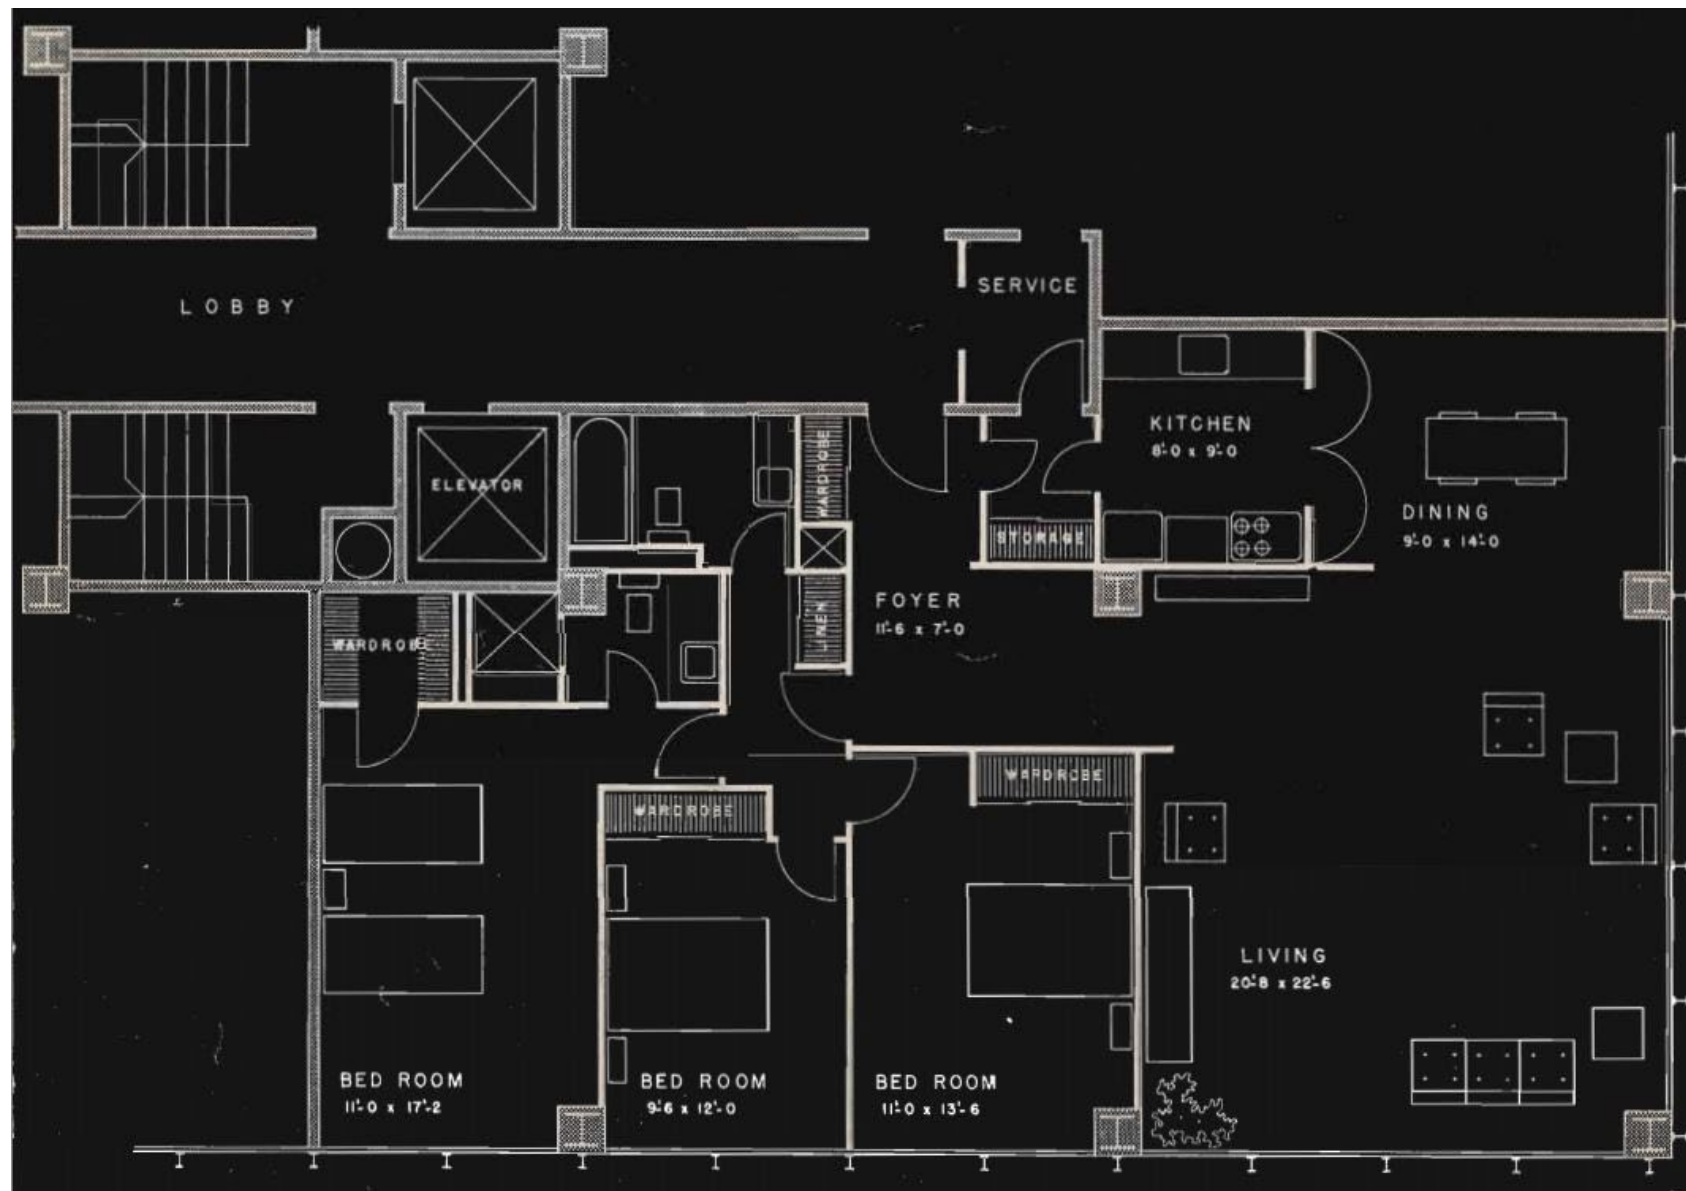 LOBBY
SERVICE
KITCHEN
8'-0 x 9'-0
WARDROBE
ELEVATOR
DINING
9'-0 x 14'-0
STORAGE
FOYER
11'-6 x 7'-0
LINEN
WARDROBE
WARDROBE
WARDROBE
LIVING
20'-8 x 22'-6
BED ROOM
11'-0 x 17'-2
BED ROOM
9'-6 x 12'-0
BED ROOM
11'-0 x 13'-6